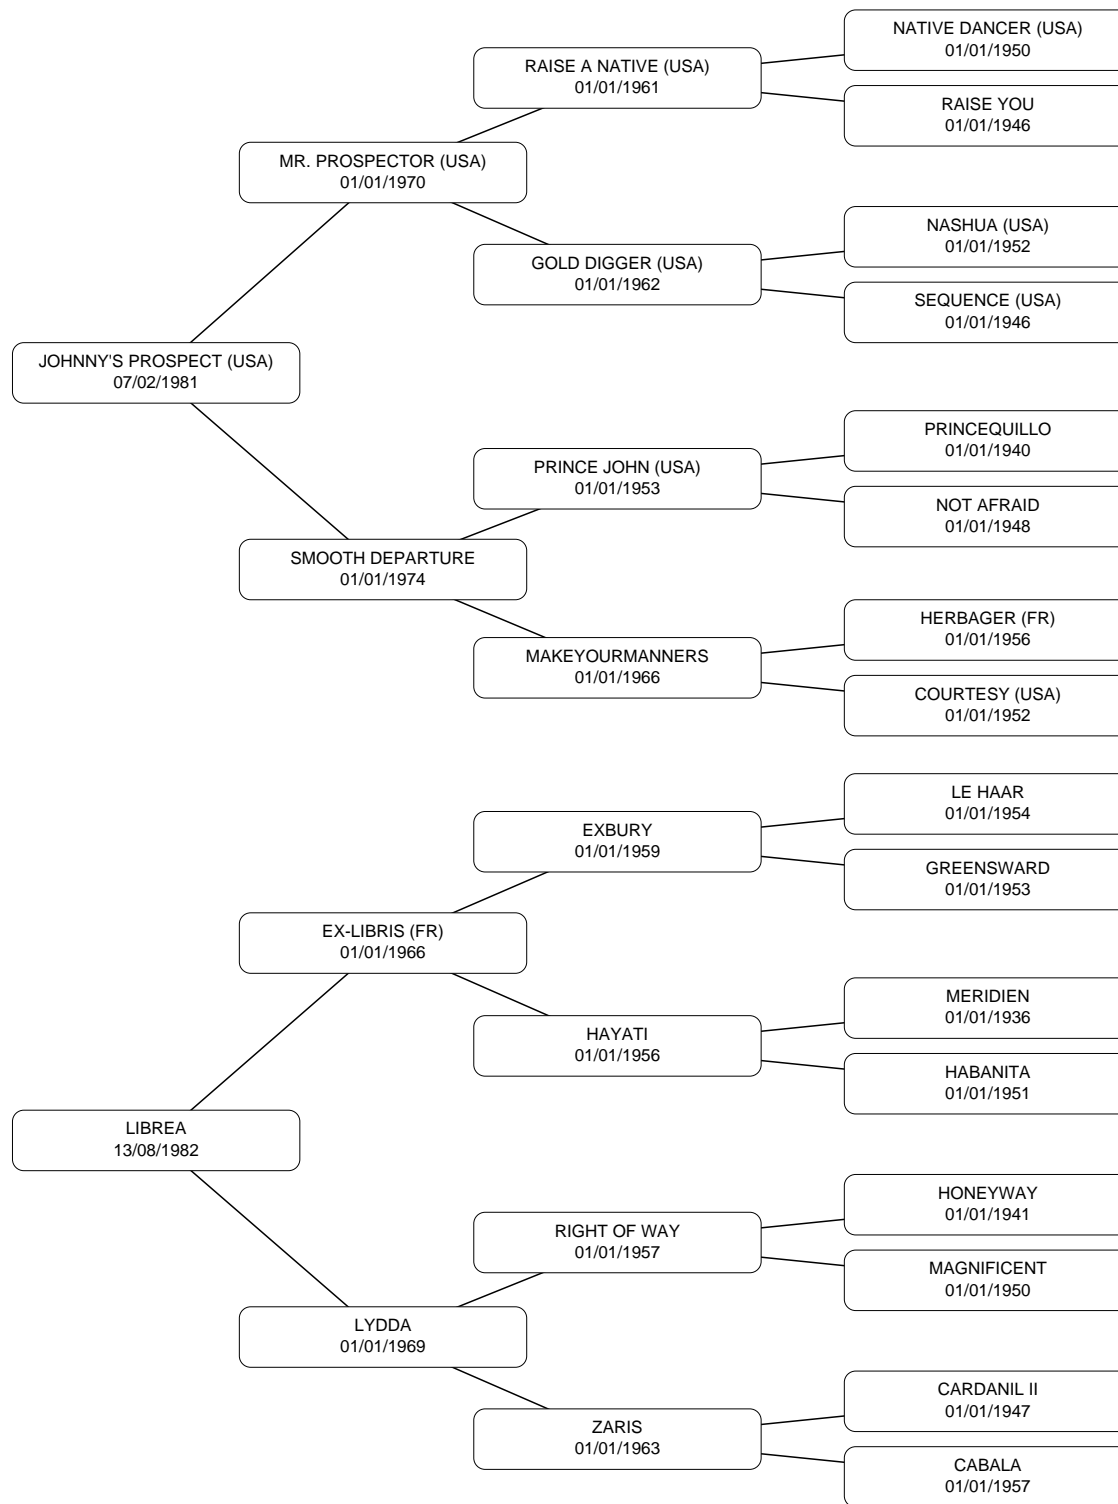 NATIVE DANCER (USA)
01/01/1950
RAISE A NATIVE (USA)
01/01/1961
RAISE YOU
01/01/1946
MR. PROSPECTOR (USA)
01/01/1970
NASHUA (USA)
01/01/1952
GOLD DIGGER (USA)
01/01/1962
SEQUENCE (USA)
01/01/1946
JOHNNY'S PROSPECT (USA)
07/02/1981
PRINCEQUILLO
01/01/1940
PRINCE JOHN (USA)
01/01/1953
NOT AFRAID
01/01/1948
SMOOTH DEPARTURE
01/01/1974
HERBAGER (FR)
01/01/1956
MAKEYOURMANNERS
01/01/1966
COURTESY (USA)
01/01/1952
LE HAAR
01/01/1954
EXBURY
01/01/1959
GREENSWARD
01/01/1953
EX-LIBRIS (FR)
01/01/1966
MERIDIEN
01/01/1936
HAYATI
01/01/1956
HABANITA
01/01/1951
LIBREA
13/08/1982
HONEYWAY
01/01/1941
RIGHT OF WAY
01/01/1957
MAGNIFICENT
01/01/1950
LYDDA
01/01/1969
CARDANIL II
01/01/1947
ZARIS
01/01/1963
CABALA
01/01/1957